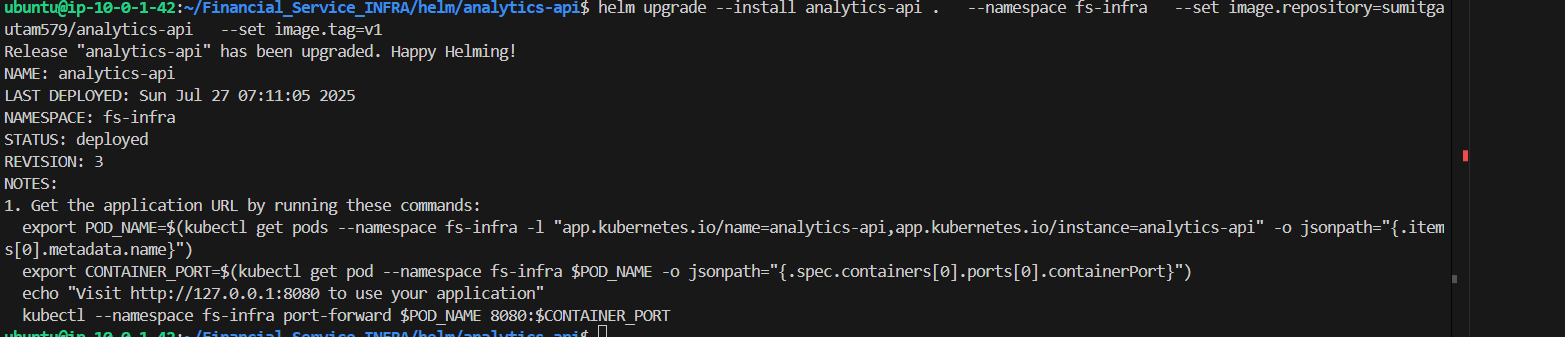 ubuntu@ip-10-0-1-42:~/Financial_Service_INFRA/helm/analytics-api$ helm upgrade --install analytics-api .   --namespace fs-infra   --set image.repository=sumitga
utam579/analytics-api   --set image.tag=v1
Release "analytics-api" has been upgraded. Happy Helming!
NAME: analytics-api
LAST DEPLOYED: Sun Jul 27 07:11:05 2025
NAMESPACE: fs-infra
STATUS: deployed
REVISION: 3
NOTES:
1. Get the application URL by running these commands:
  export POD_NAME=$(kubectl get pods --namespace fs-infra -l "app.kubernetes.io/name=analytics-api,app.kubernetes.io/instance=analytics-api" -o jsonpath="{.item
s[0].metadata.name}")
  export CONTAINER_PORT=$(kubectl get pod --namespace fs-infra $POD_NAME -o jsonpath="{.spec.containers[0].ports[0].containerPort}")
  echo "Visit http://127.0.0.1:8080 to use your application"
  kubectl --namespace fs-infra port-forward $POD_NAME 8080:$CONTAINER_PORT
ubuntu@ip-10-0-1-42:~/Financial_Service_INFRA/helm/analytics-api$